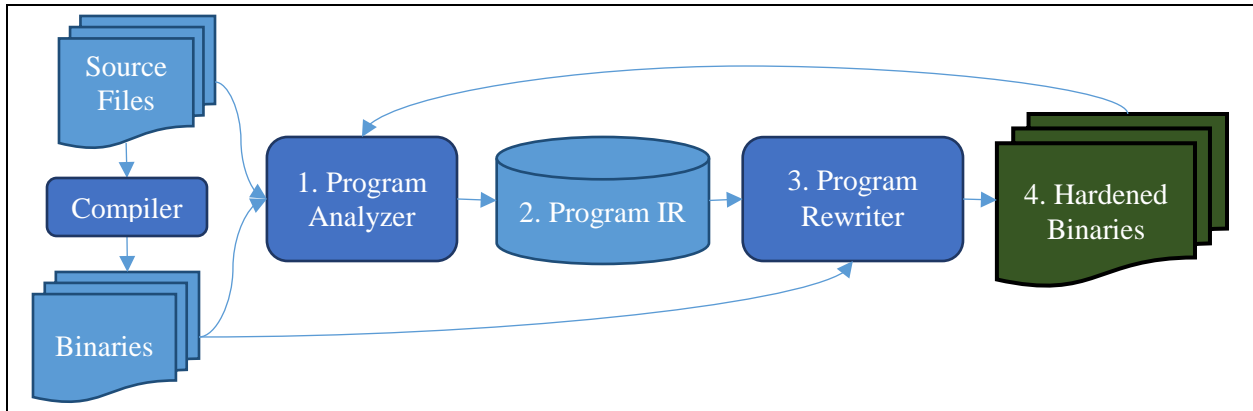 Source
Files
Compiler
Binaries
1. Program
Analyzer
2. Program IR
3. Program
Rewriter
4. Hardened
Binaries